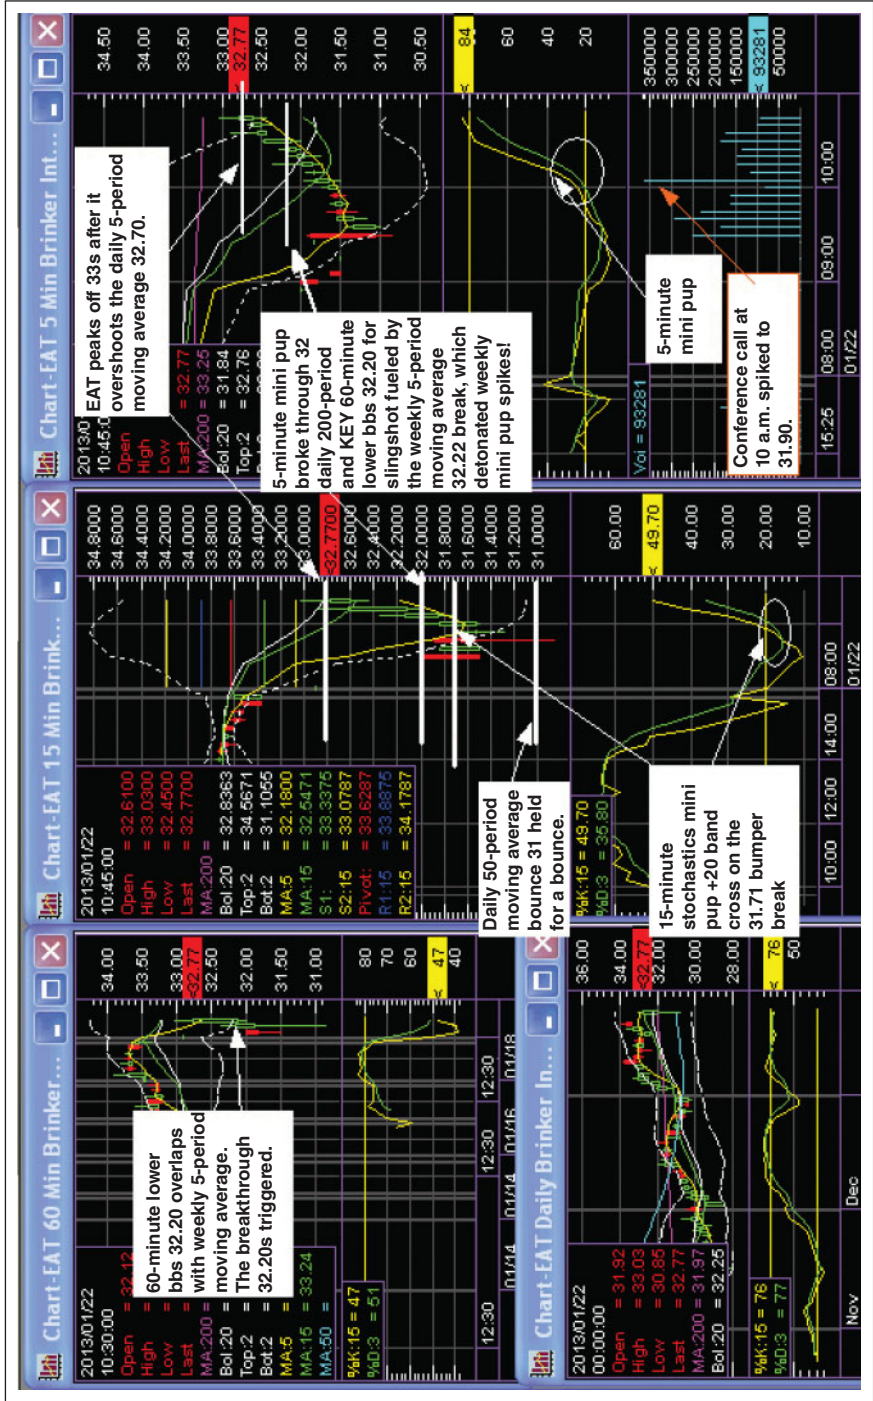 Chart-EAT 60 Min Brinker...
2013/01/22
10:30:00
Open = 32.12
High =
Low =
Last =
MA:200 =
Bol:20 =
Top:2 =
Bot:2 =
MA:5 =
MA:15 = 33.24
MA:50 =
34.00
33.50
33.00
32.77
32.50
32.00
31.50
31.00
%K:15 = 47
%D:3 = 51
80
70
60
47
40
12:30
12:30
12:30
01/14
01/14
01/16
01/18
60-minute lower
bbs 32.20 overlaps
with weekly 5-period
moving average.
The breakthrough
32.20s triggered.
Chart-EAT Daily Brinker In...
2013/01/22
00:00:00
Open = 31.92
High = 33.03
Low = 30.85
Last = 32.77
MA:200 = 31.97
Bol:20 = 32.25
36.00
34.00
32.77
32.00
30.00
28.00
%K:15 = 76
%D:3 = 77
76
50
Nov
Dec
Chart-EAT 15 Min Brink...
2013/01/22
10:45:00
Open = 32.6100
High = 33.0300
Low = 32.4500
Last = 32.7700
MA:200 =
Bol:20 = 32.8363
Top:2 = 34.5671
Bot:2 = 31.1055
MA:5 = 32.1800
MA:15 = 32.5471
S1: = 33.3375
S2:15 = 33.0787
Pivot: = 33.6287
R1:15 = 33.8875
R2:15 = 34.1787
34.8000
34.6000
34.4000
34.2000
34.0000
33.8000
33.6000
33.4000
33.2000
33.0000
32.7700
32.6000
32.4000
32.2000
32.0000
31.8000
31.6000
31.4000
31.2000
31.0000
%K:15 = 49.70
%D:3 = 35.80
60.00
49.70
20.00
10.00
10:00
12:00
14:00
08:00
01/22
Daily 50-period
moving average
bounce 31 held
for a bounce.
15-minute
stochastics mini
pup +20 band
cross on the
31.71 bumper
break
Chart-EAT 5 Min Brinker Int...
2013/01
10:45:0
Open
High
Low
Last = 32.77
MA:200 = 33.25
Bol:20 = 31.84
Top:2 = 32.76
34.50
34.00
33.50
33.00
32.77
32.50
32.00
31.50
31.00
30.50
84
60
40
20
Vol = 93281
350000
300000
250000
200000
150000
93281
50000
15:25
08:00
09:00
10:00
01/22
EAT peaks off 33s after it
overshoots the daily 5-period
moving average 32.70.
5-minute mini pup
broke through 32
daily 200-period
and KEY 60-minute
lower bbs 32.20 for
slingshot fueled by
the weekly 5-period
moving average
32.22 break, which
detonated weekly
mini pup spikes!
5-minute
mini pup
Conference call at
10 a.m. spiked to
31.90.